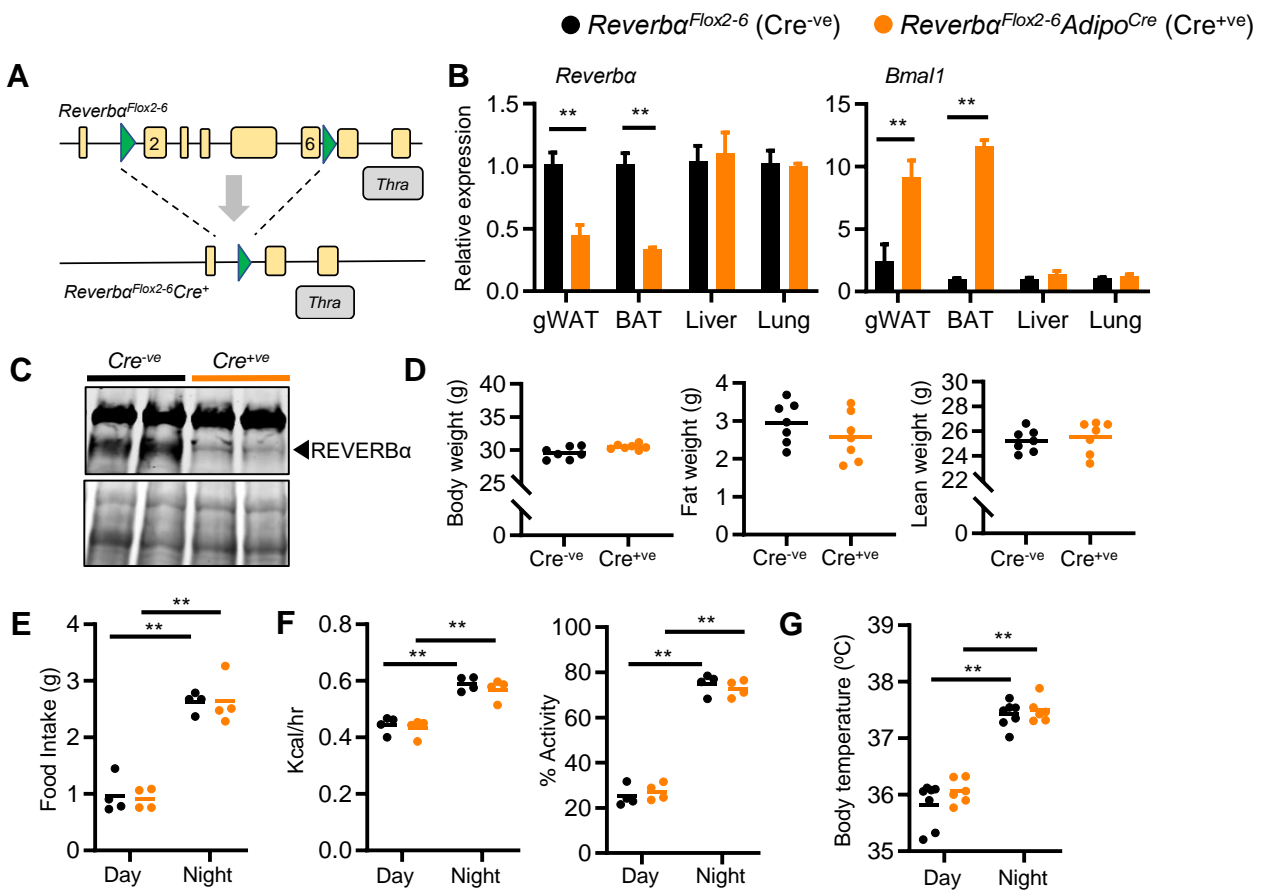 ● Reverbα^Flox2-6 (Cre^-ve) ● Reverbα^Flox2-6Adipo^Cre (Cre^+ve)
A
Reverbα^Flox2-6
2 6
Thra
Reverbα^Flox2-6Cre^+
Thra
B
Reverbα
Relative expression
1.5
1.0
0.5
0.0
** **
gWAT BAT Liver Lung
Bmal1
15
10
5
0
** **
gWAT BAT Liver Lung
C
Cre^-ve Cre^+ve
◀REVERBα
D
Body weight (g)
40
35
30
25
0
Cre^-ve Cre^+ve
Fat weight (g)
4
3
2
1
0
Cre^-ve Cre^+ve
Lean weight (g)
30
28
26
24
22
0
Cre^-ve Cre^+ve
E
Food Intake (g)
4
3
2
1
0
**
**
Day Night
F
Kcal/hr
0.8
0.6
0.4
0.2
0.0
**
**
Day Night
% Activity
100
80
60
40
20
0
**
**
Day Night
G
Body temperature (ºC)
39
38
37
36
35
**
**
Day Night